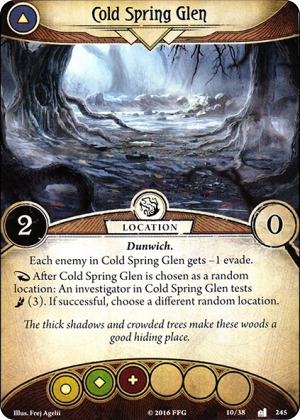 Cold Spring Glen
2
LOCATION
0
Dunwich.
Each enemy in Cold Spring Glen gets –1 evade.
After Cold Spring Glen is chosen as a random
location: An investigator in Cold Spring Glen tests
(3). If successful, choose a different random location.
The thick shadows and crowded trees make these woods a
good hiding place.
Illus. Frej Agelii
© 2016 FFG
10/38
245